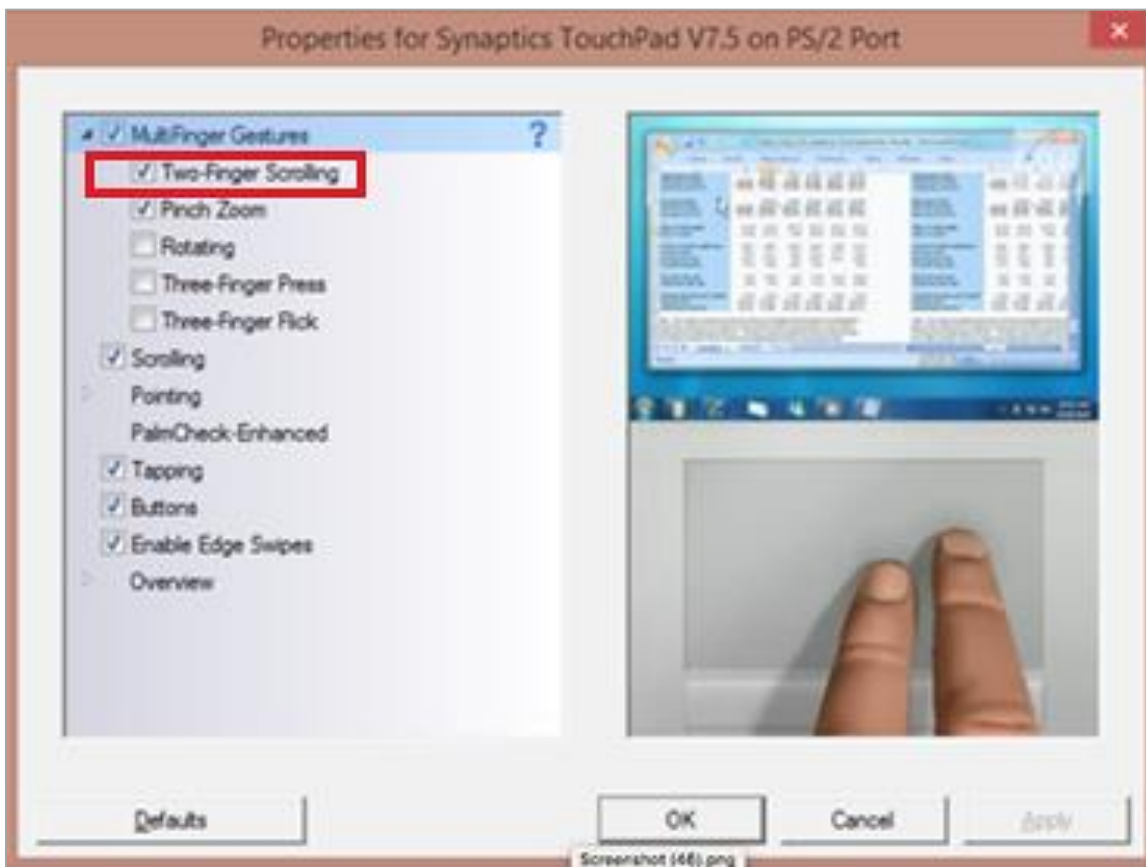 Properties for Synaptics TouchPad V7.5 on PS/2 Port
MultiFinger Gestures ?
Two-Finger Scrolling
Pinch Zoom
Rotating
Three-Finger Press
Three-Finger Flick
Scrolling
Pointing
PalmCheck-Enhanced
Tapping
Buttons
Enable Edge Swipes
Overview
Defaults OK Cancel Apply
Screenshot (46).png